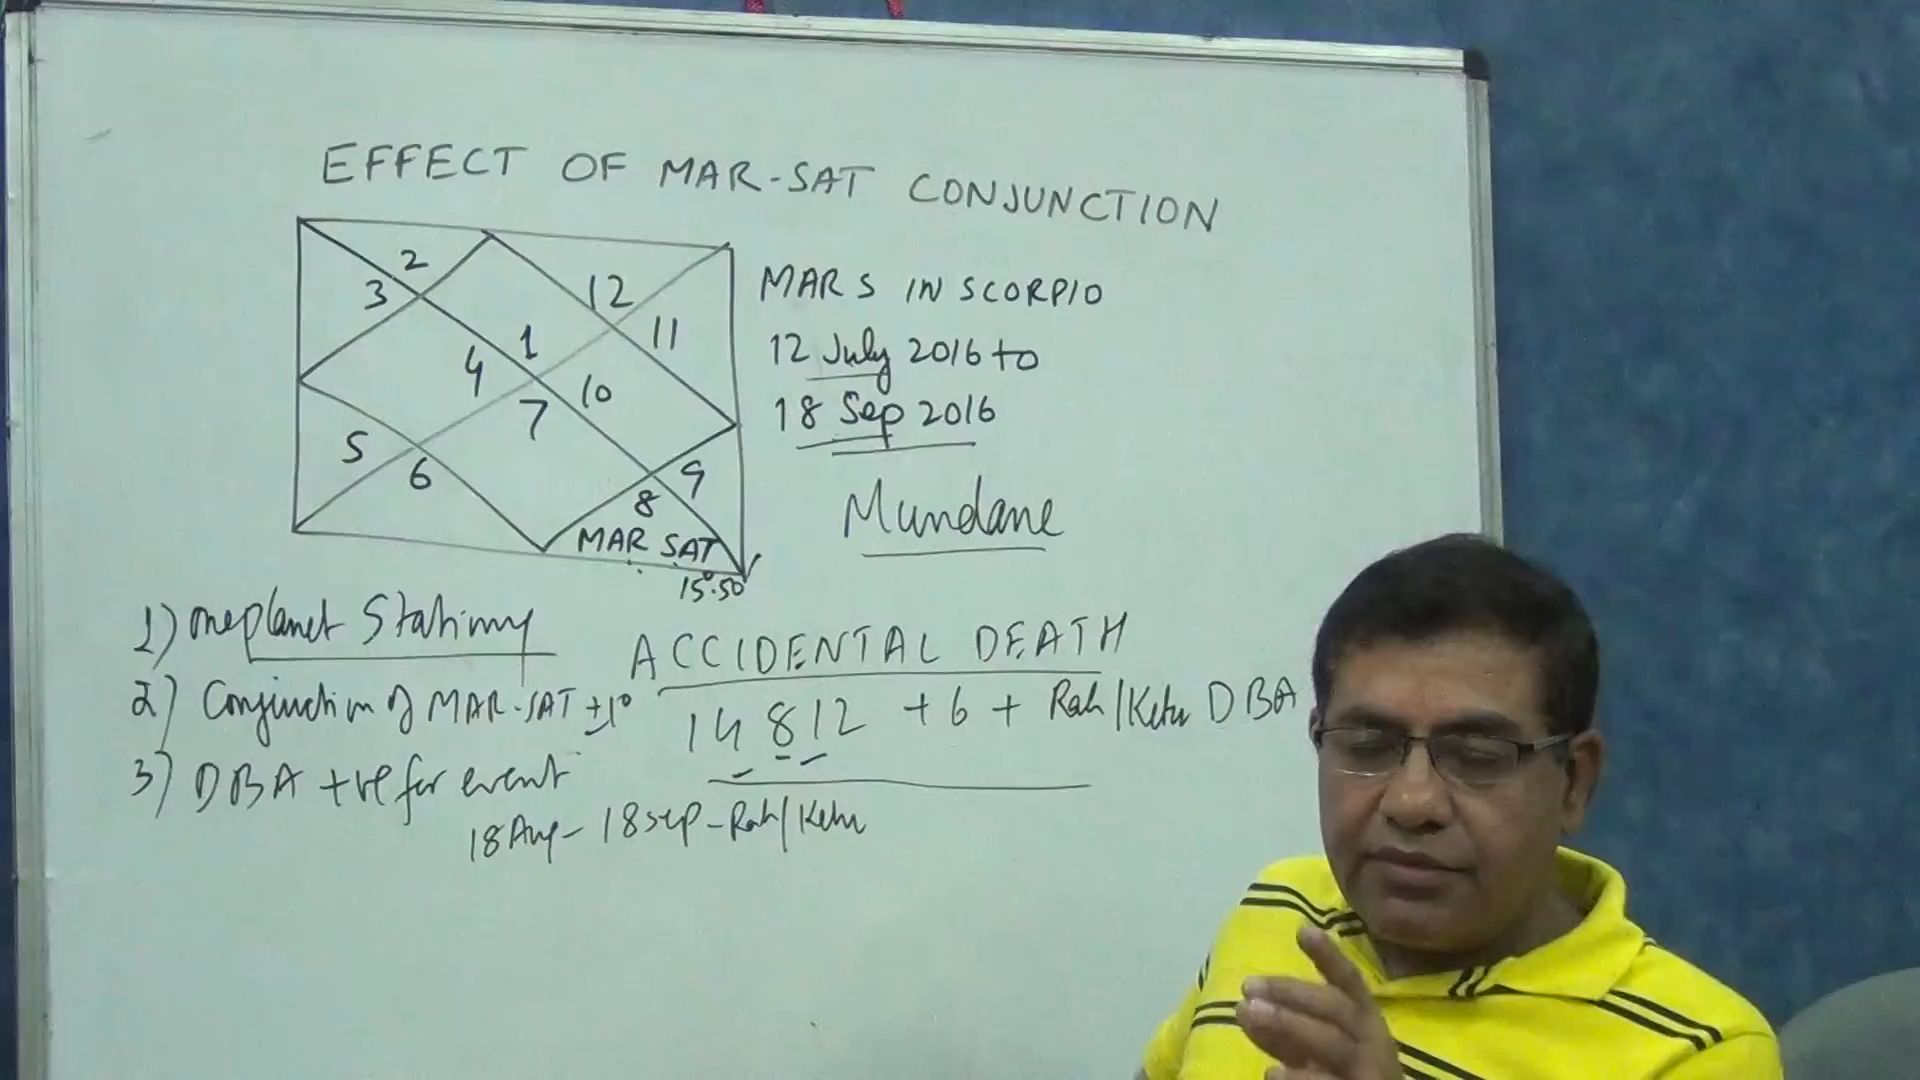 EFFECT OF MAR-SAT CONJUNCTION
2
3
12
11
1
4
10
7
5
6
9
8
MAR SAT
15°.50'
MARS IN SCORPIO
12 July 2016 to
18 Sep 2016
Mundane
1) one planet Stationary
2) Conjunction of MAR-SAT ±1°
3) DBA +ve for event
ACCIDENTAL DEATH
1 4 8 12 + 6 + Rah/Ketu DBA
18 Aug - 18 Sep - Rah/Ketu